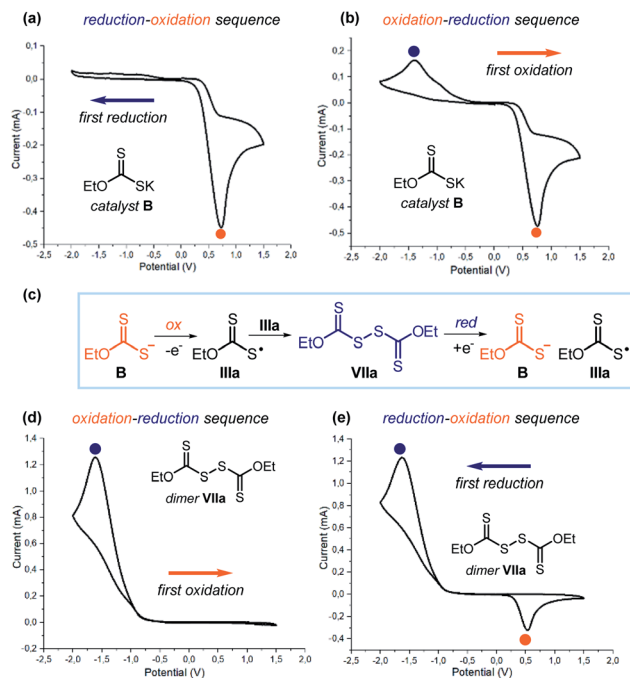 (a) reduction-oxidation sequence
0,1
0,0
-0,1
-0,2
-0,3
-0,4
-0,5
Current (mA)
first reduction
S
EtO SK
catalyst B
-2,5 -2,0 -1,5 -1,0 -0,5 0,0 0,5 1,0 1,5 2,0
Potential (V)
(b) oxidation-reduction sequence
0,2
0,1
0,0
-0,1
-0,2
-0,3
-0,4
-0,5
Current (mA)
first oxidation
S
EtO SK
catalyst B
-2,5 -2,0 -1,5 -1,0 -0,5 0,0 0,5 1,0 1,5 2,0
Potential (V)
(c)
S
EtO S−
B
ox
-e−
S
EtO S•
IIIa
IIIa
S
EtO S S OEt
S
VIIa
red
+e−
S
EtO S−
B
S
EtO S•
IIIa
(d) oxidation-reduction sequence
1,4
1,2
1,0
0,8
0,6
0,4
0,2
0,0
-0,2
Current (mA)
S
EtO S S OEt
S
dimer VIIa
first oxidation
-2,5 -2,0 -1,5 -1,0 -0,5 0,0 0,5 1,0 1,5 2,0
Potential (V)
(e) reduction-oxidation sequence
1,4
1,2
1,0
0,8
0,6
0,4
0,2
0,0
-0,2
-0,4
Current (mA)
first reduction
S
EtO S S OEt
S
dimer VIIa
-2,5 -2,0 -1,5 -1,0 -0,5 0,0 0,5 1,0 1,5 2,0
Potential (V)